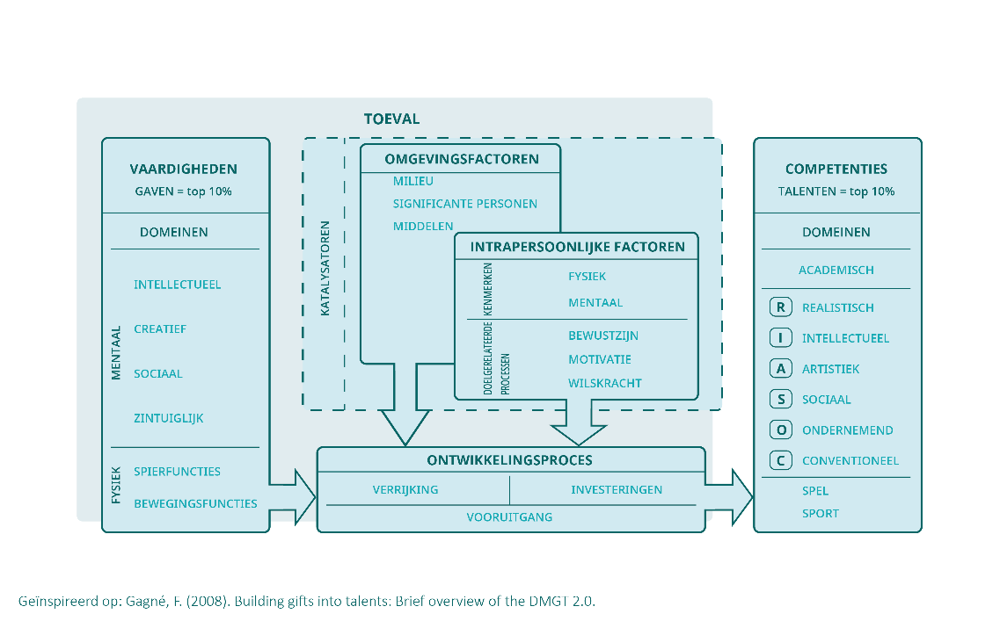 TOEVAL
VAARDIGHEDEN
GAVEN = top 10%
DOMEINEN
MENTAAL
INTELLECTUEEL
CREATIEF
SOCIAAL
ZINTUIGLIJK
FYSIEK
SPIERFUNCTIES
BEWEGINGSFUNCTIES
KATALYSATOREN
OMGEVINGSFACTOREN
MILIEU
SIGNIFICANTE PERSONEN
MIDDELEN
INTRAPERSOONLIJKE FACTOREN
KENMERKEN
FYSIEK
MENTAAL
DOELGERELATEERDE
PROCESSEN
BEWUSTZIJN
MOTIVATIE
WILSKRACHT
ONTWIKKELINGSPROCES
VERRIJKING
INVESTERINGEN
VOORUITGANG
COMPETENTIES
TALENTEN = top 10%
DOMEINEN
ACADEMISCH
R REALISTISCH
I INTELLECTUEEL
A ARTISTIEK
S SOCIAAL
O ONDERNEMEND
C CONVENTIONEEL
SPEL
SPORT
Geïnspireerd op: Gagné, F. (2008). Building gifts into talents: Brief overview of the DMGT 2.0.